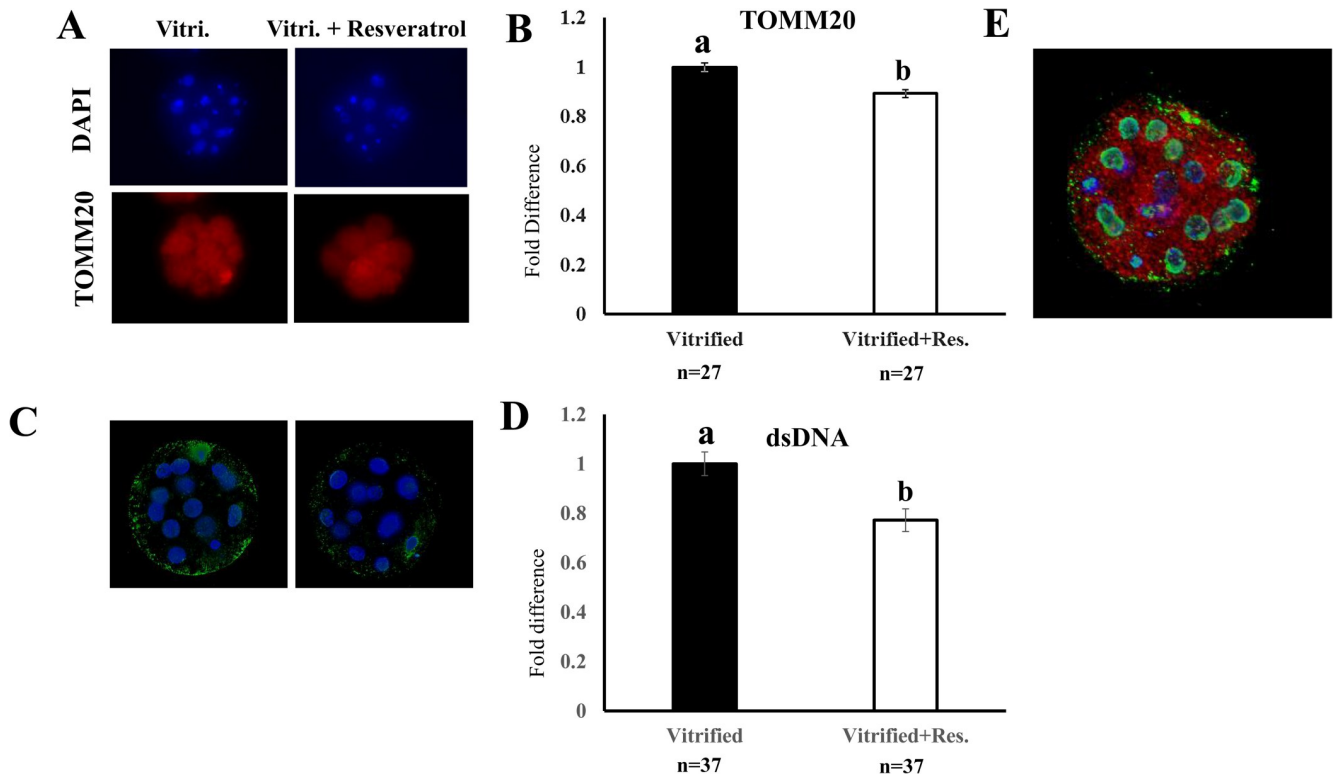 A
Vitri.
Vitri. + Resveratrol
DAPI
TOMM20
B
TOMM20
1.2
1
0.8
0.6
0.4
0.2
0
Fold Difference
a
b
Vitrified
Vitrified+Res.
n=27
n=27
E
C
D
dsDNA
1.2
1
0.8
0.6
0.4
0.2
0
Fold difference
a
b
Vitrified
Vitrified+Res.
n=37
n=37